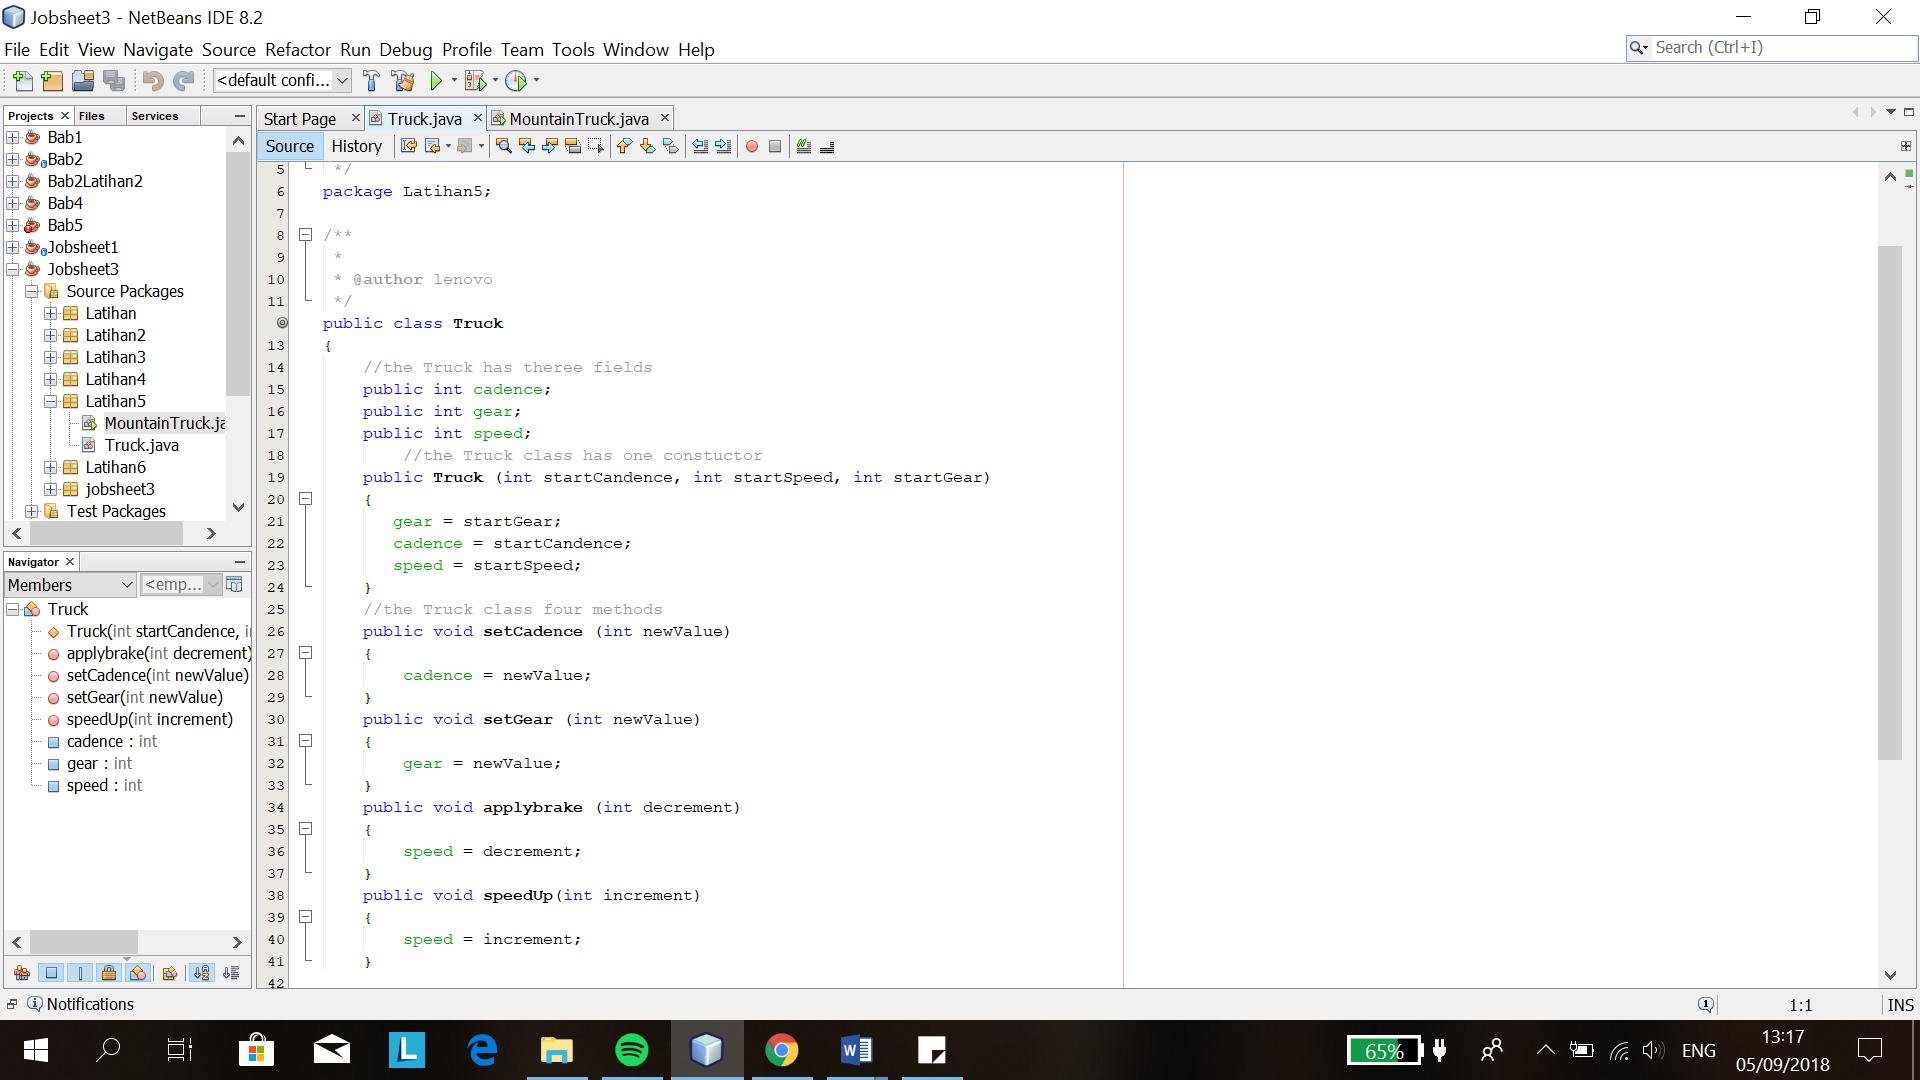 Jobsheet3 - NetBeans IDE 8.2
File Edit View Navigate Source Refactor Run Debug Profile Team Tools Window Help
Search (Ctrl+I)
<default confi...
Projects Files Services
Bab1
Bab2
Bab2Latihan2
Bab4
Bab5
Jobsheet1
Jobsheet3
Source Packages
Latihan
Latihan2
Latihan3
Latihan4
Latihan5
MountainTruck.ja
Truck.java
Latihan6
jobsheet3
Test Packages
Navigator
Members <emp...
Truck
Truck(int startCandence, i
applybrake(int decrement)
setCadence(int newValue)
setGear(int newValue)
speedUp(int increment)
cadence : int
gear : int
speed : int
Start Page Truck.java MountainTruck.java
Source History
5 */
6 package Latihan5;
7
8 /**
9 *
10 * @author lenovo
11 */
public class Truck
13 {
14 //the Truck has theree fields
15 public int cadence;
16 public int gear;
17 public int speed;
18 //the Truck class has one constuctor
19 public Truck (int startCandence, int startSpeed, int startGear)
20 {
21 gear = startGear;
22 cadence = startCandence;
23 speed = startSpeed;
24 }
25 //the Truck class four methods
26 public void setCadence (int newValue)
27 {
28 cadence = newValue;
29 }
30 public void setGear (int newValue)
31 {
32 gear = newValue;
33 }
34 public void applybrake (int decrement)
35 {
36 speed = decrement;
37 }
38 public void speedUp(int increment)
39 {
40 speed = increment;
41 }
42
Notifications
1:1 INS
65%
ENG
13:17
05/09/2018